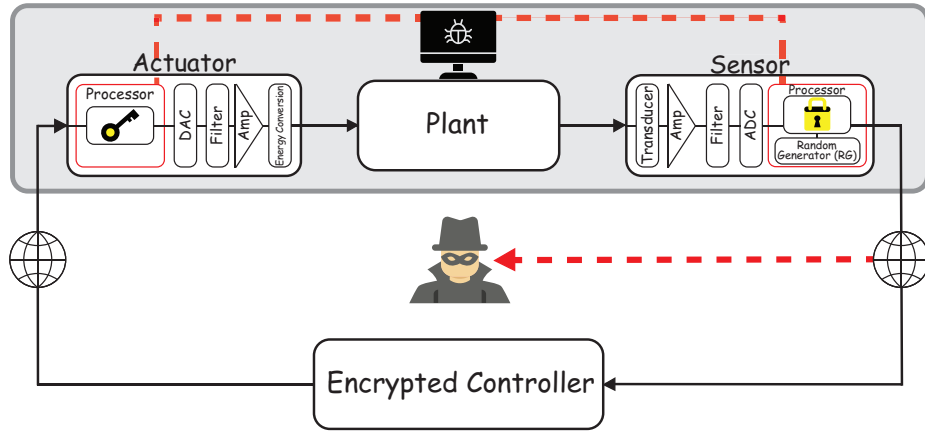 Actuator
Processor
DAC
Filter
Amp
Energy Conversion
Plant
Sensor
Transducer
Amp
Filter
ADC
Processor
Random
Generator (RG)
Encrypted Controller